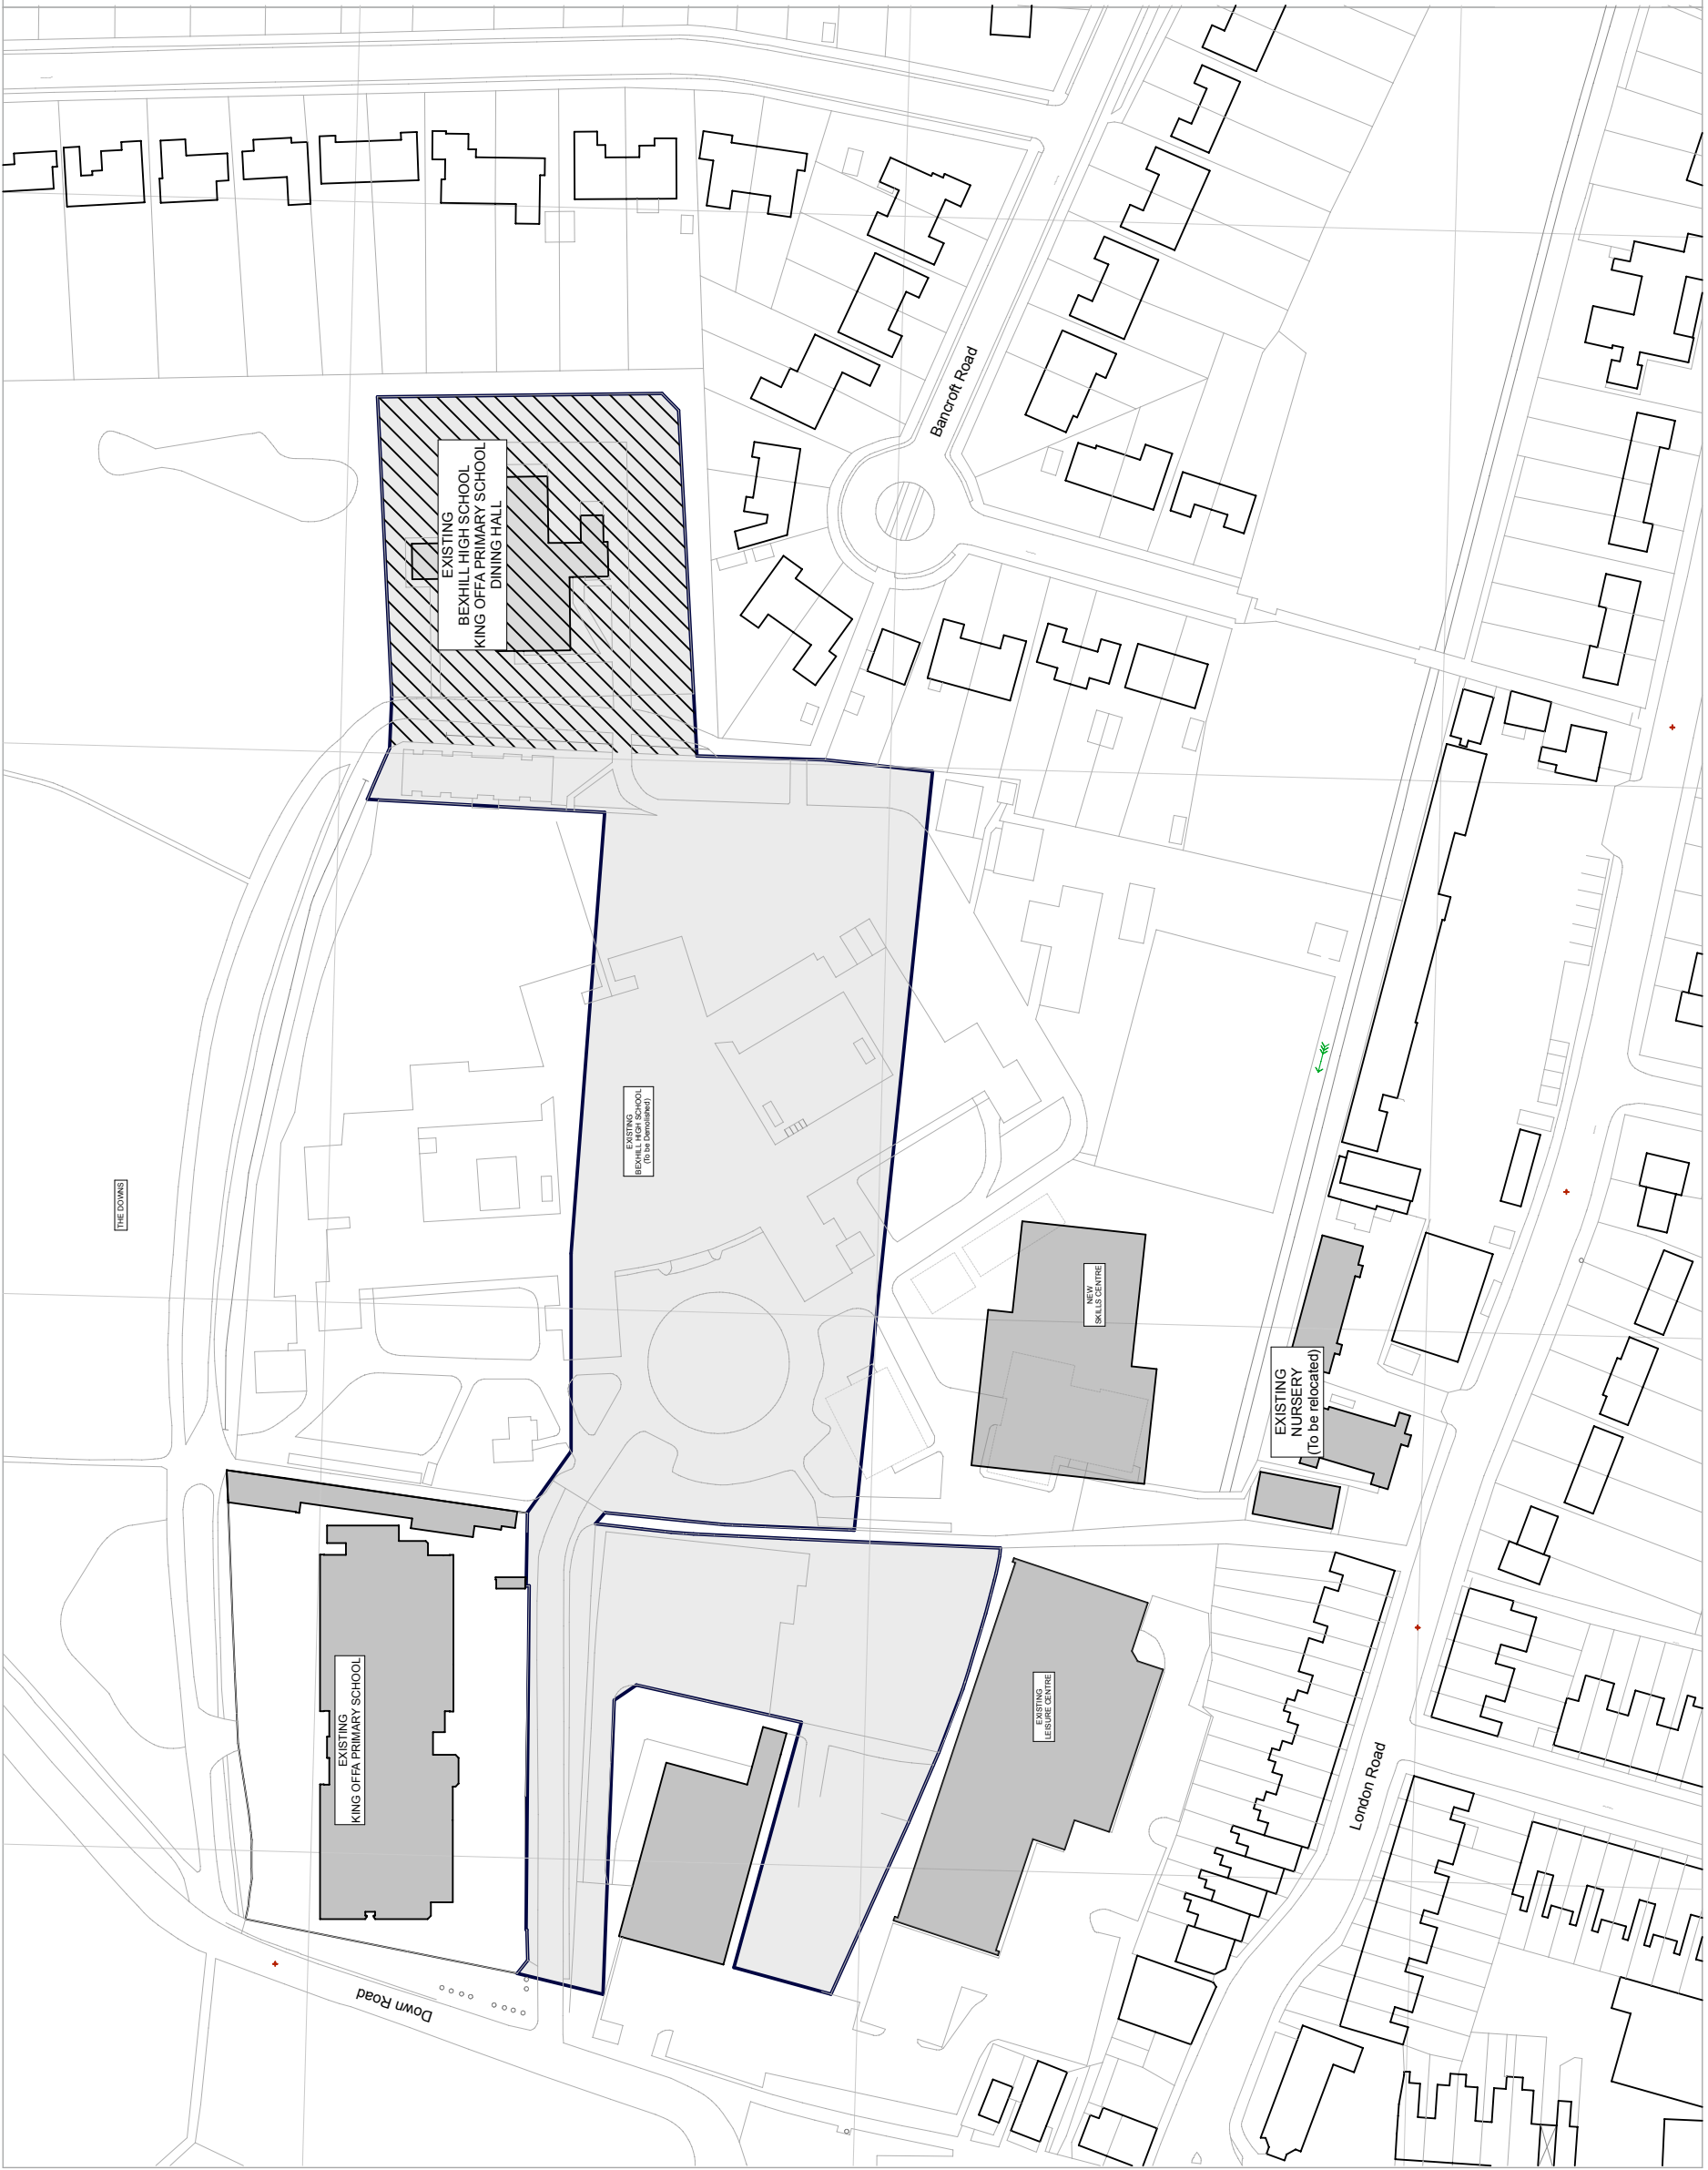 Bancroft Road
EXISTING
BEXHILL HIGH SCHOOL
KING OFFA PRIMARY SCHOOL
DINING HALL
EXISTING
BEXHILL HIGH SCHOOL
(To be Demolished)
THE DOWNS
NEW
SKILLS CENTRE
EXISTING
NURSERY
(To be relocated)
EXISTING
KING OFFA PRIMARY SCHOOL
EXISTING
LEISURE CENTRE
London Road
Down Road